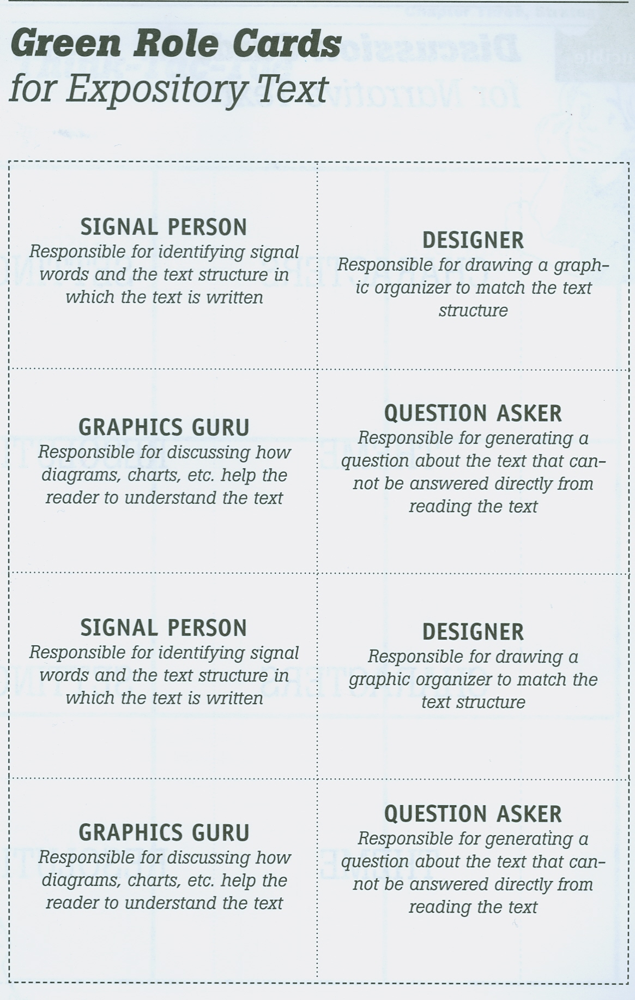 Green Role Cards
for Expository Text
SIGNAL PERSON
Responsible for identifying signal
words and the text structure in
which the text is written
DESIGNER
Responsible for drawing a graph-
ic organizer to match the text
structure
GRAPHICS GURU
Responsible for discussing how
diagrams, charts, etc. help the
reader to understand the text
QUESTION ASKER
Responsible for generating a
question about the text that can-
not be answered directly from
reading the text
SIGNAL PERSON
Responsible for identifying signal
words and the text structure in
which the text is written
DESIGNER
Responsible for drawing a
graphic organizer to match the
text structure
GRAPHICS GURU
Responsible for discussing how
diagrams, charts, etc. help the
reader to understand the text
QUESTION ASKER
Responsible for generating a
question about the text that can-
not be answered directly from
reading the text